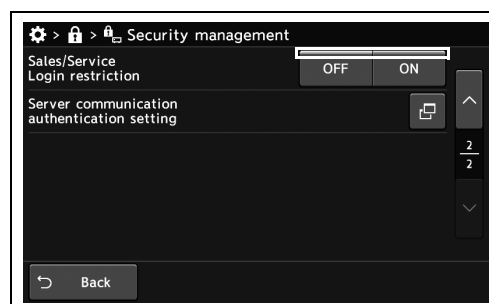 > > Security management
Sales/Service
Login restriction
OFF ON
Server communication
authentication setting
2
2
Back